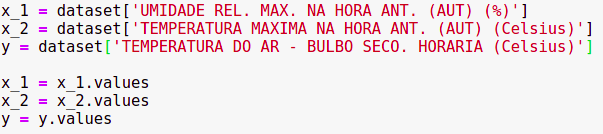 x_1 = dataset['UMIDADE REL. MAX. NA HORA ANT. (AUT) (%)']
x_2 = dataset['TEMPERATURA MAXIMA NA HORA ANT. (AUT) (Celsius)']
y = dataset['TEMPERATURA DO AR - BULBO SECO. HORARIA (Celsius)']
x_1 = x_1.values
x_2 = x_2.values
y = y.values